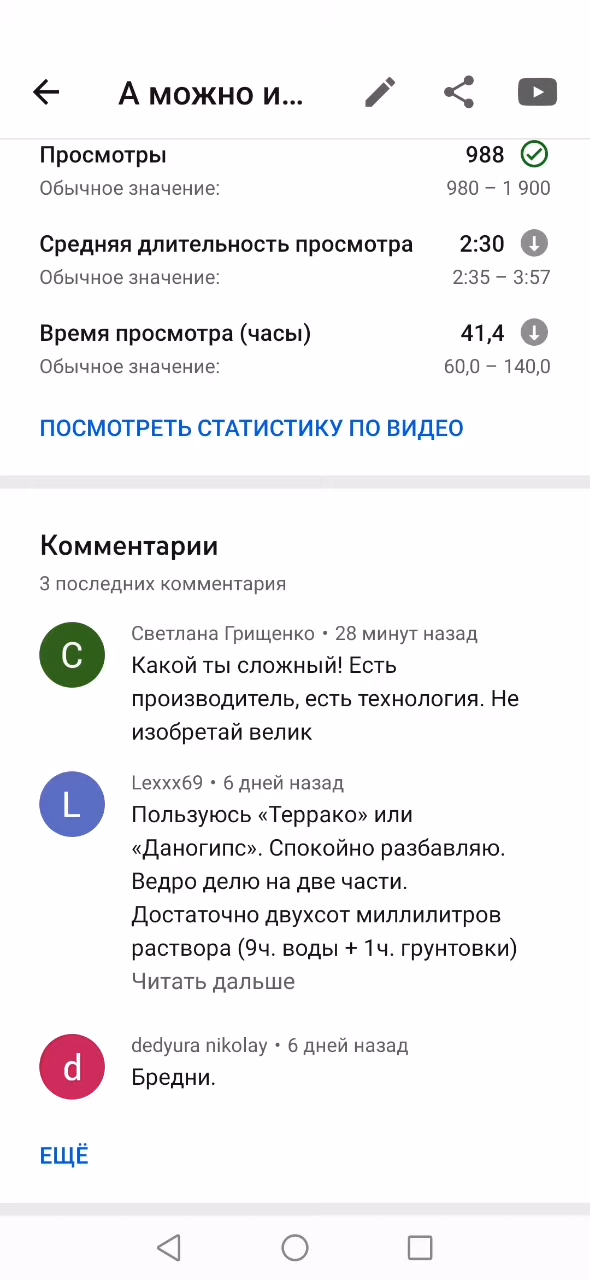 А можно и...
Просмотры 988
Обычное значение: 980 – 1 900
Средняя длительность просмотра 2:30
Обычное значение: 2:35 – 3:57
Время просмотра (часы) 41,4
Обычное значение: 60,0 – 140,0
ПОСМОТРЕТЬ СТАТИСТИКУ ПО ВИДЕО
Комментарии
3 последних комментария
С
Светлана Грищенко • 28 минут назад
Какой ты сложный! Есть
производитель, есть технология. Не
изобретай велик
L
Lexxx69 • 6 дней назад
Пользуюсь «Террако» или
«Даногипс». Спокойно разбавляю.
Ведро делю на две части.
Достаточно двухсот миллилитров
раствора (9ч. воды + 1ч. грунтовки)
Читать дальше
d
dedyura nikolay • 6 дней назад
Бредни.
ЕЩЁ